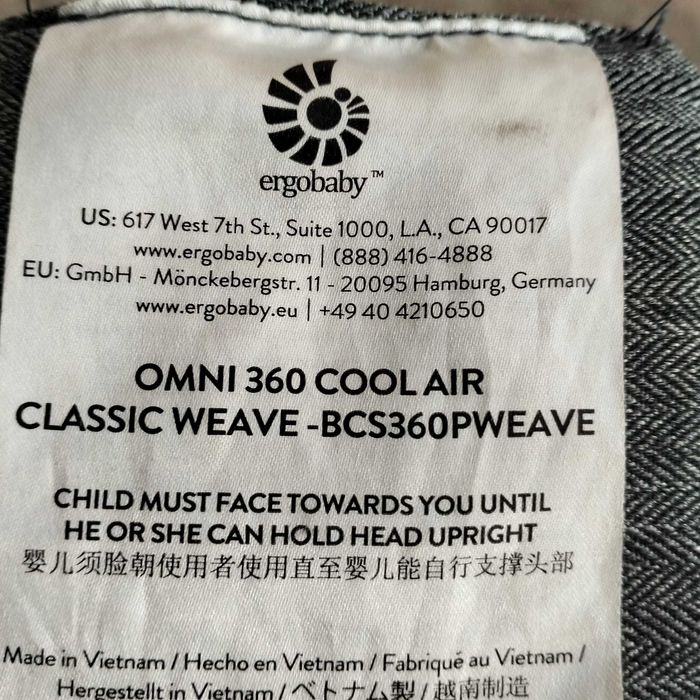 ergobaby™
US: 617 West 7th St., Suite 1000, L.A., CA 90017
www.ergobaby.com | (888) 416-4888
EU: GmbH - Mönckebergstr. 11 - 20095 Hamburg, Germany
www.ergobaby.eu | +49 40 4210650
OMNI 360 COOL AIR
CLASSIC WEAVE -BCS360PWEAVE
CHILD MUST FACE TOWARDS YOU UNTIL
HE OR SHE CAN HOLD HEAD UPRIGHT
婴儿须脸朝使用者使用直至婴儿能自行支撑头部
Made in Vietnam / Hecho en Vietnam / Fabriqué au Vietnam /
Hergestellt in Vietnam / ベトナム製 / 越南制造